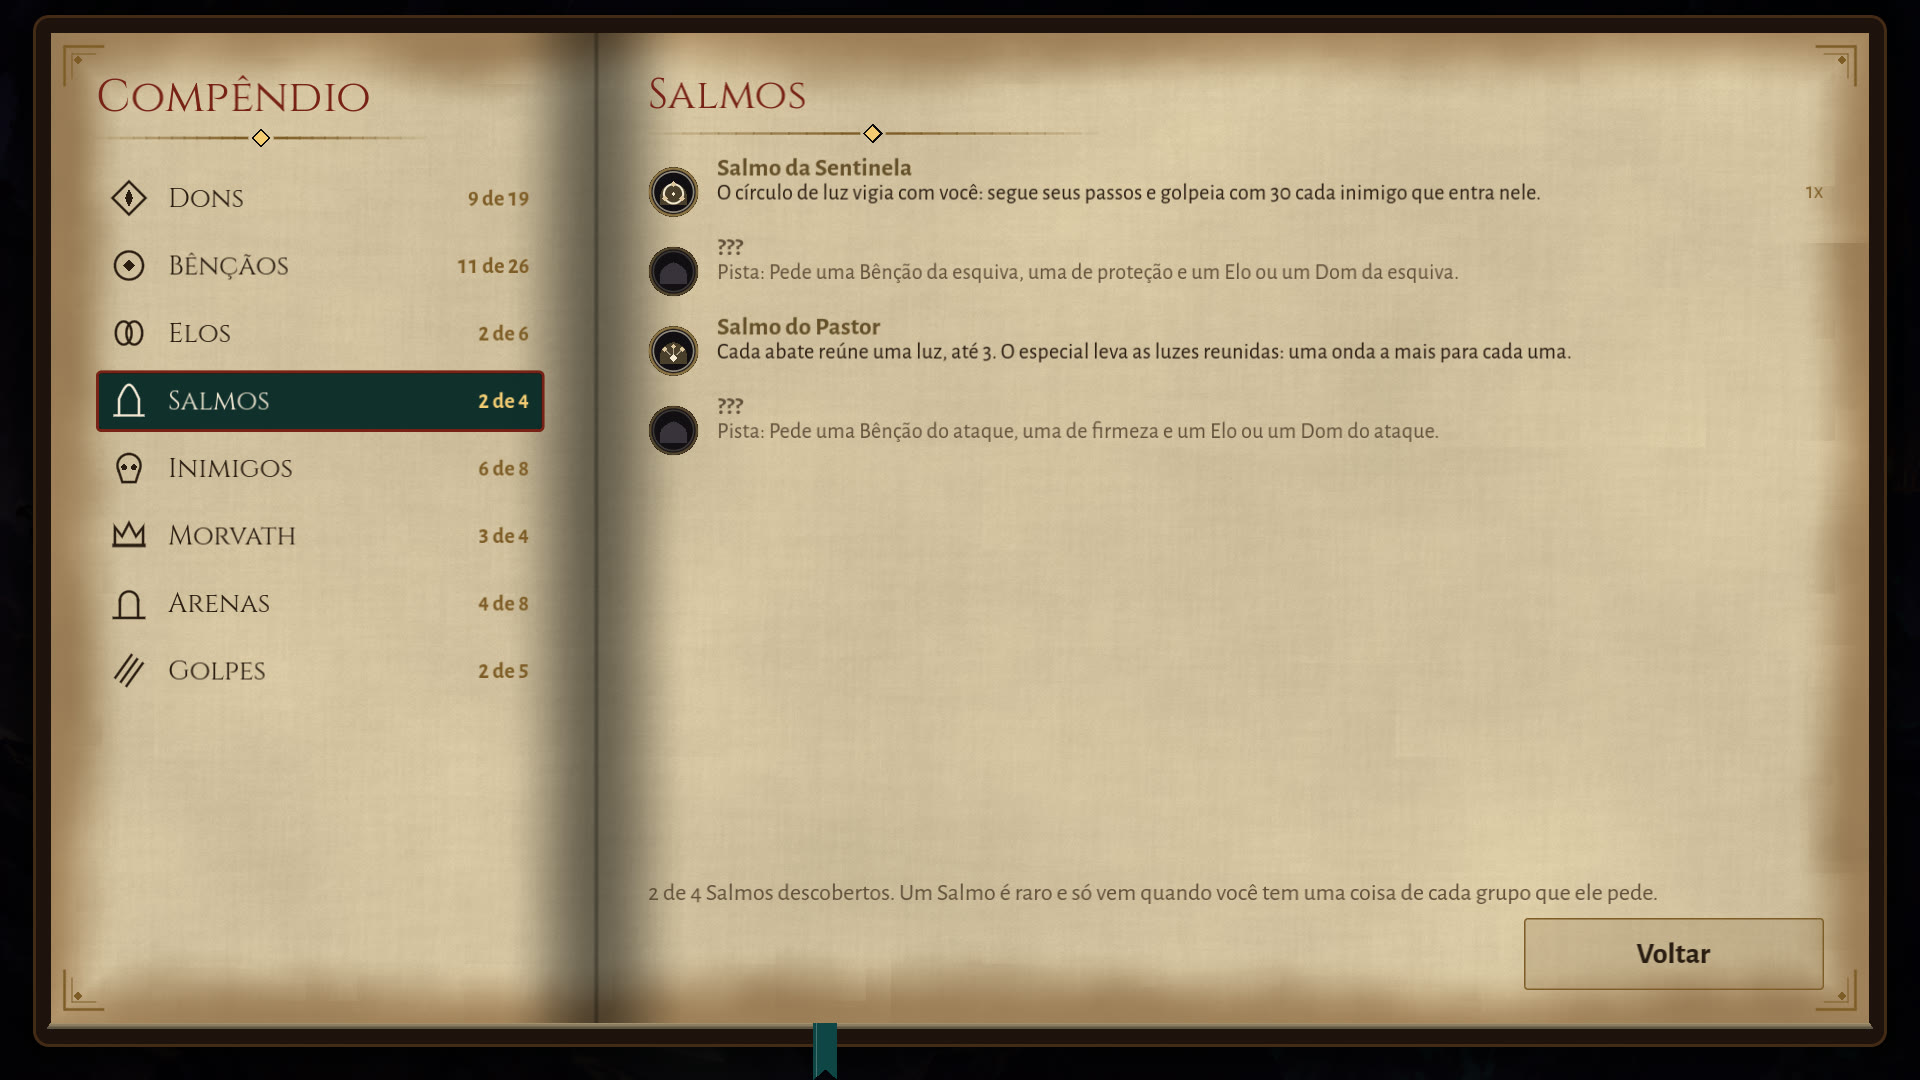 Compêndio
Dons 9 de 19
Bênçãos 11 de 26
Elos 2 de 6
Salmos 2 de 4
Inimigos 6 de 8
Morvath 3 de 4
Arenas 4 de 8
Golpes 2 de 5
Salmos
Salmo da Sentinela
O círculo de luz vigia com você: segue seus passos e golpeia com 30 cada inimigo que entra nele. 1x
???
Pista: Pede uma Bênção da esquiva, uma de proteção e um Elo ou um Dom da esquiva.
Salmo do Pastor
Cada abate reúne uma luz, até 3. O especial leva as luzes reunidas: uma onda a mais para cada uma.
???
Pista: Pede uma Bênção do ataque, uma de firmeza e um Elo ou um Dom do ataque.
2 de 4 Salmos descobertos. Um Salmo é raro e só vem quando você tem uma coisa de cada grupo que ele pede.
Voltar